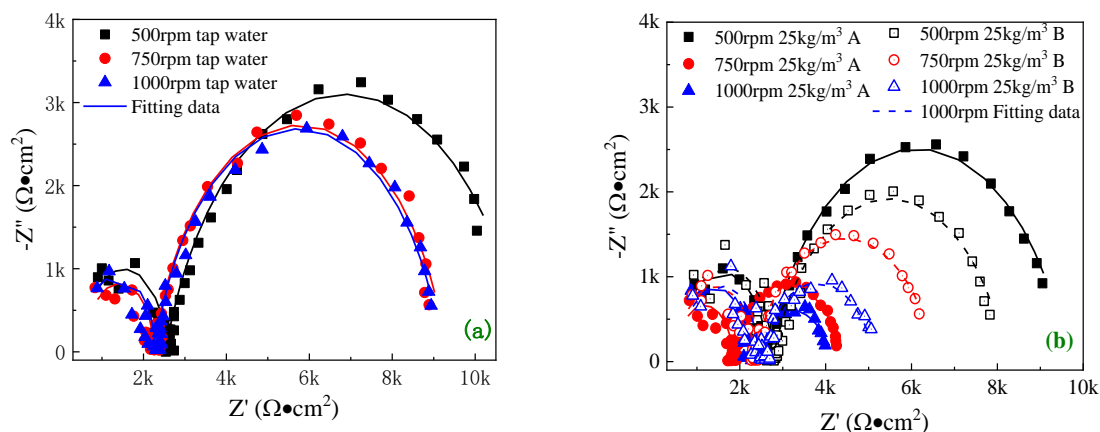 4k
3k
2k
1k
0
-Z" (Ω•cm²)
500rpm tap water
750rpm tap water
1000rpm tap water
Fitting data
(a)
2k 4k 6k 8k 10k
Z' (Ω•cm²)
4k
3k
2k
1k
0
-Z" (Ω•cm²)
500rpm 25kg/m³ A 500rpm 25kg/m³ B
750rpm 25kg/m³ A 750rpm 25kg/m³ B
1000rpm 25kg/m³ A 1000rpm 25kg/m³ B
1000rpm Fitting data
(b)
2k 4k 6k 8k 10k
Z' (Ω•cm²)